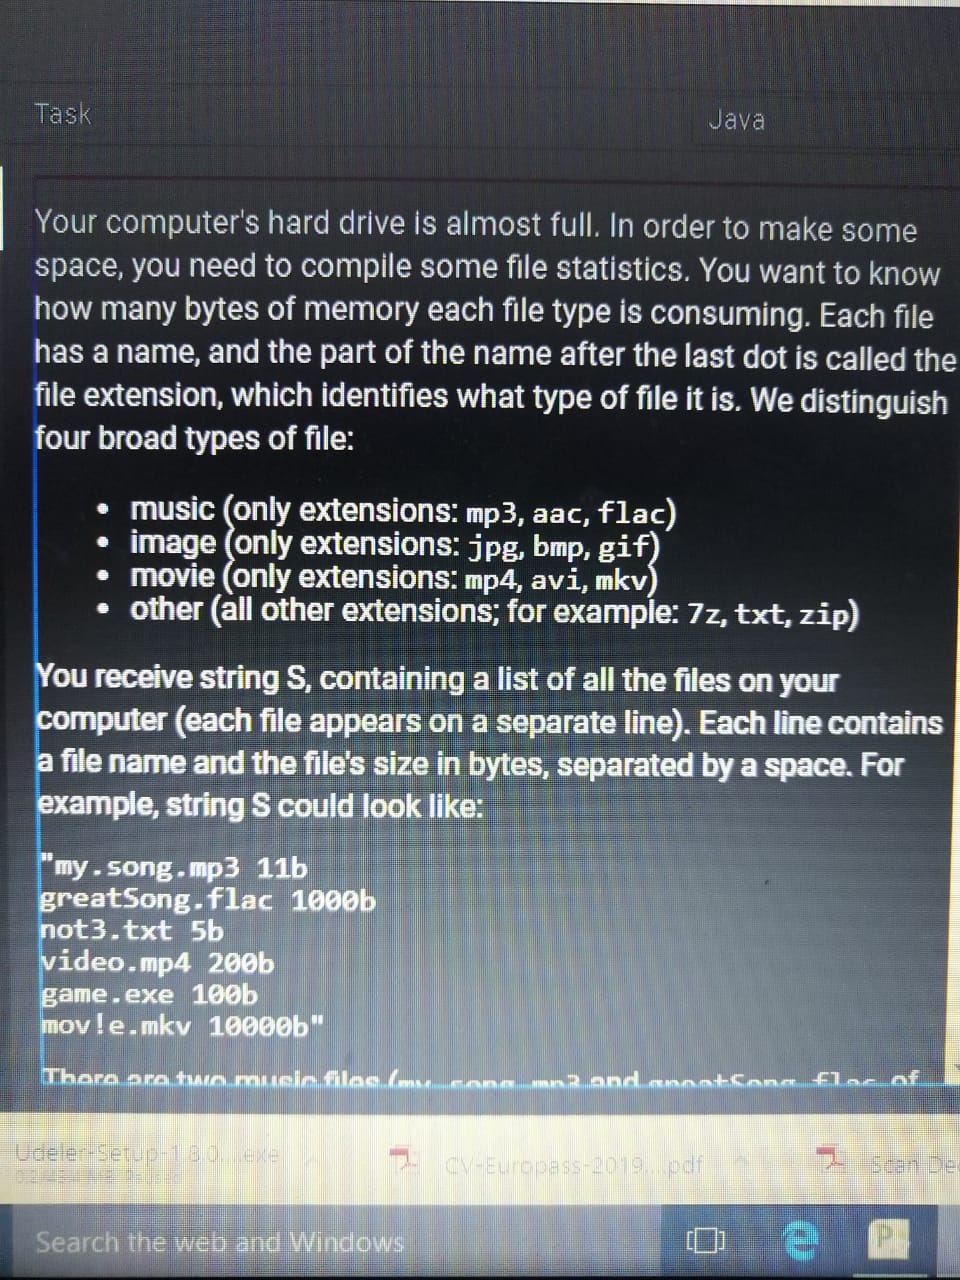 Task
Java
Your computer's hard drive is almost full. In order to make some
space, you need to compile some file statistics. You want to know
how many bytes of memory each file type is consuming. Each file
has a name, and the part of the name after the last dot is called the
file extension, which identifies what type of file it is. We distinguish
four broad types of file:
• music (only extensions: mp3, aac, flac)
• image (only extensions: jpg, bmp, gif)
• movie (only extensions: mp4, avi, mkv)
• other (all other extensions; for example: 7z, txt, zip)
You receive string S, containing a list of all the files on your
computer (each file appears on a separate line). Each line contains
a file name and the file's size in bytes, separated by a space. For
example, string S could look like:
"my.song.mp3 11b
greatSong.flac 1000b
not3.txt 5b
video.mp4 200b
game.exe 100b
mov!e.mkv 10000b"
There are two music files (my.song.mp3 and greatSong.flac of
Udeler-Setup-1.8.0....exe
CV-Europass-2019....pdf
Scan
Search the web and Windows